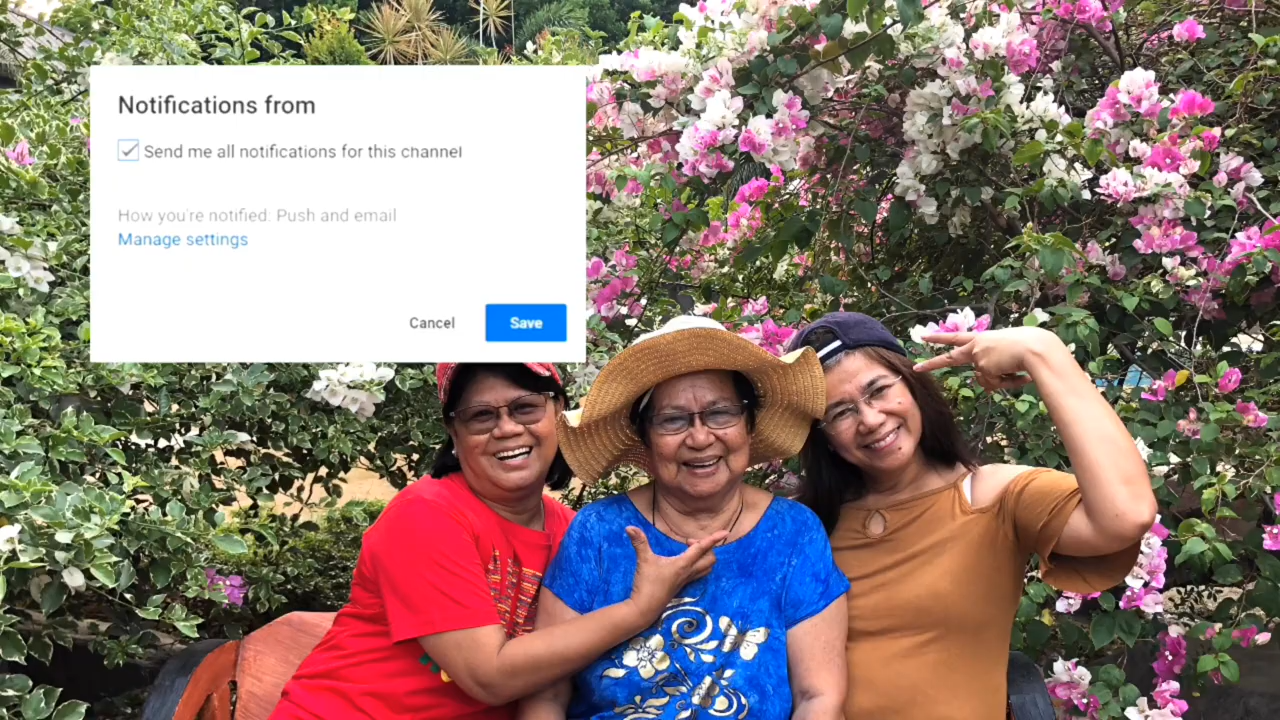 Notifications from
Send me all notifications for this channel
How you're notified: Push and email
Manage settings
Cancel
Save